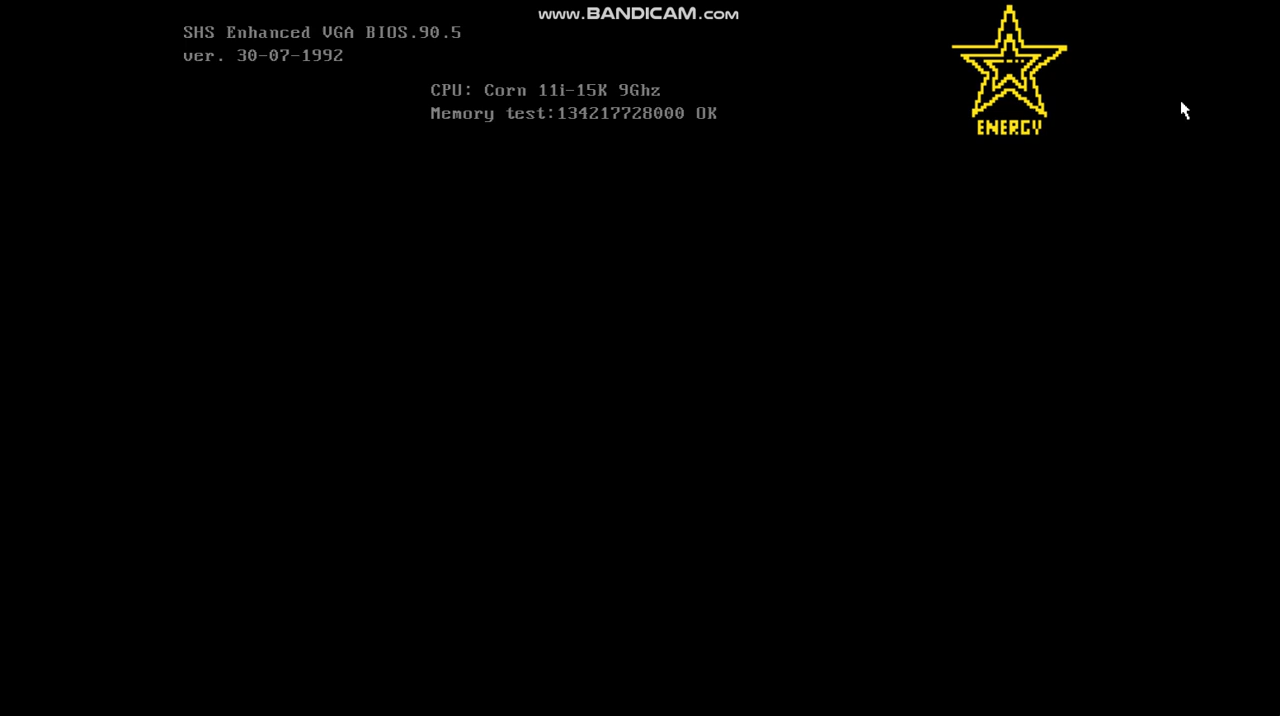 www.BANDICAM.com
SHS Enhanced VGA BIOS.90.5
ver. 30-07-1992
CPU: Corn 11i-15K 9Ghz
Memory test:134217728000 OK
ENERGY